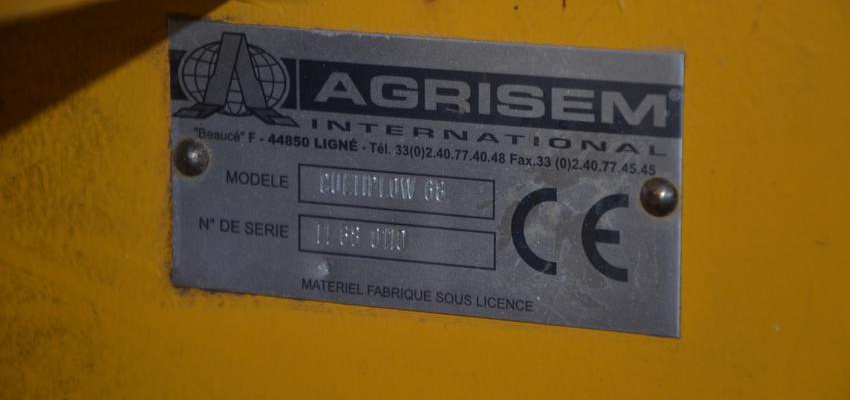 AGRISEM®
INTERNATIONAL
"Beaucé" F - 44850 LIGNÉ - Tél. 33(0)2.40.77.40.48 Fax.33 (0)2.40.77.45.45
MODELE
N° DE SERIE 11
CE
MATERIEL FABRIQUE SOUS LICENCE